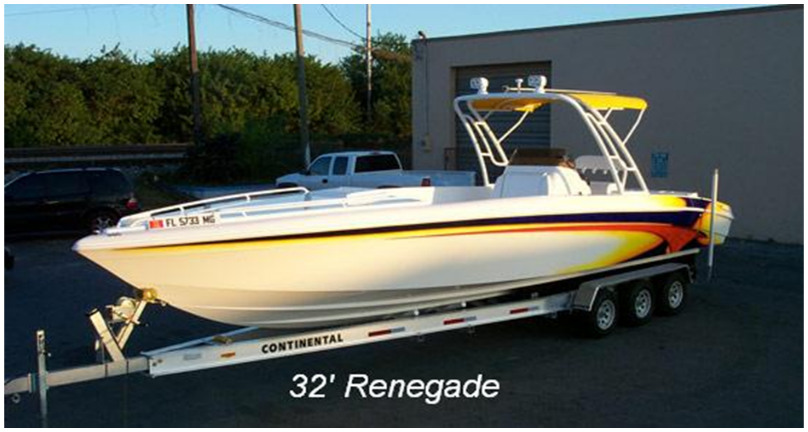 FL 5733 MG
CONTINENTAL
32' Renegade